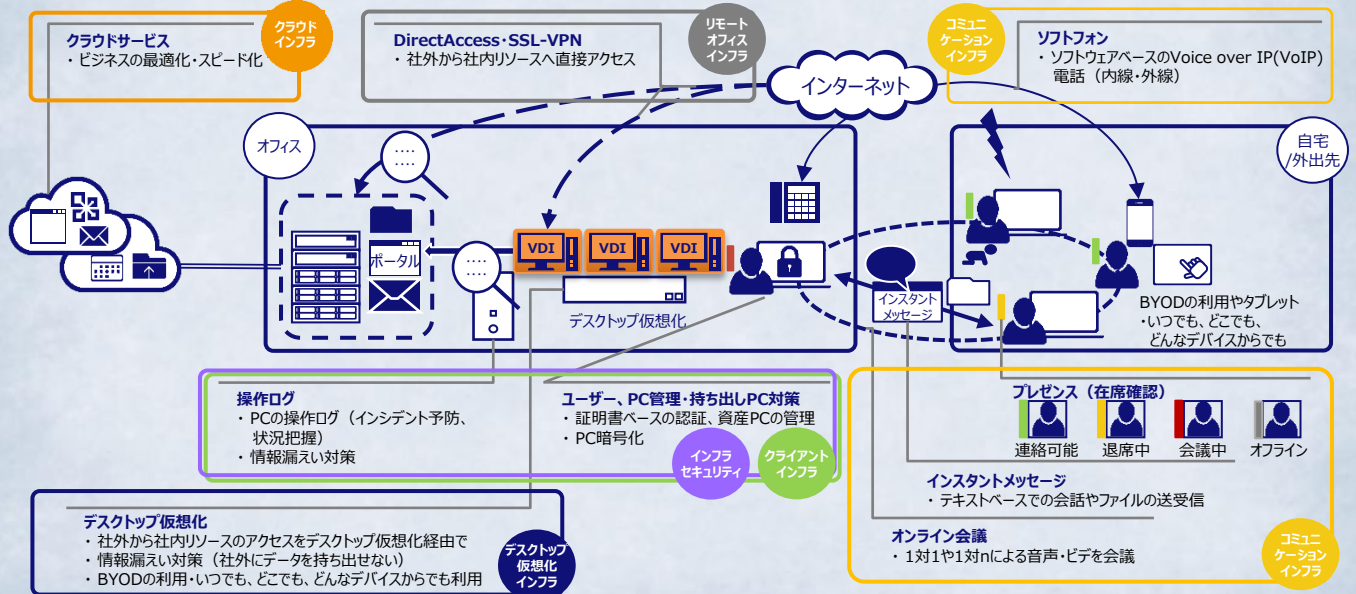 クラウドサービス
・ビジネスの最適化・スピード化
クラウド
インフラ
DirectAccess・SSL-VPN
・社外から社内リソースへ直接アクセス
リモート
オフィス
インフラ
コミュニ
ケーション
インフラ
ソフトフォン
・ソフトウェアベースのVoice over IP(VoIP)
電話（内線・外線）
インターネット
オフィス
自宅
/外出先
....
....
....
....
ポータル
VDI
VDI
VDI
デスクトップ仮想化
インスタント
メッセージ
BYODの利用やタブレット
・いつでも、どこでも、
どんなデバイスからでも
操作ログ
・PCの操作ログ（インシデント予防、
状況把握）
・情報漏えい対策
ユーザー、PC管理・持ち出しPC対策
・証明書ベースの認証、資産PCの管理
・PC暗号化
インフラ
セキュリティ
クライアント
インフラ
プレゼンス（在席確認）
連絡可能
退席中
会議中
オフライン
インスタントメッセージ
・テキストベースでの会話やファイルの送受信
オンライン会議
・1対1や1対nによる音声・ビデを会議
コミュニ
ケーション
インフラ
デスクトップ仮想化
・社外から社内リソースのアクセスをデスクトップ仮想化経由で
・情報漏えい対策（社外にデータを持ち出せない）
・BYODの利用・いつでも、どこでも、どんなデバイスからでも利用
デスクトップ
仮想化
インフラ